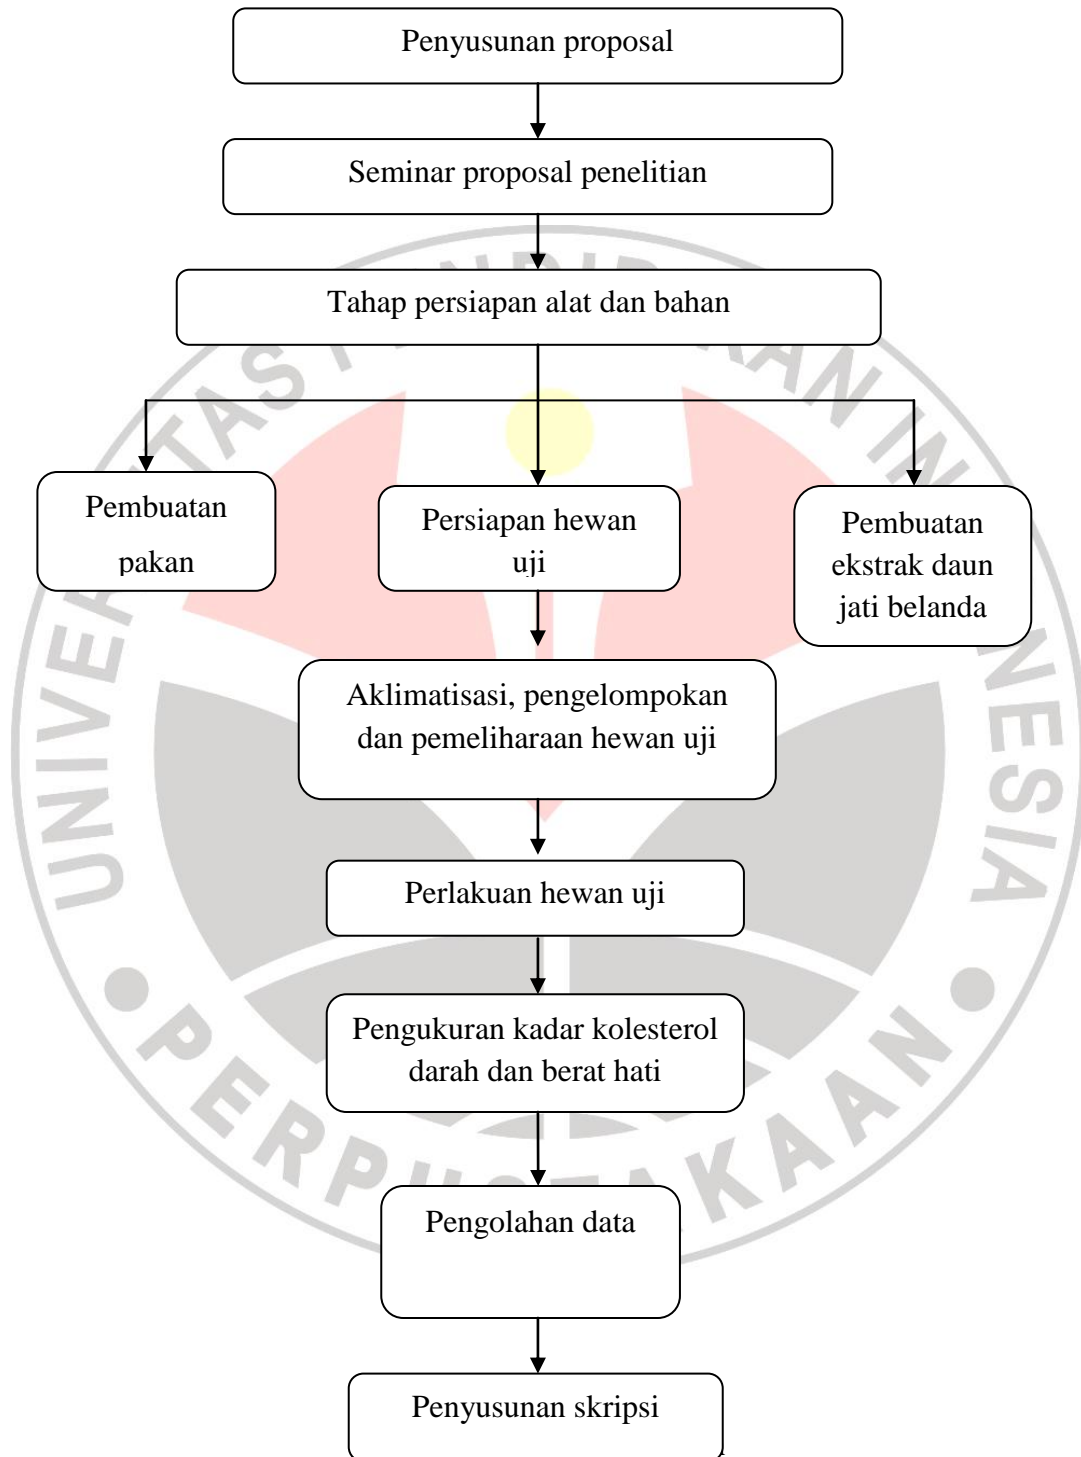 Penyusunan proposal
Seminar proposal penelitian
Tahap persiapan alat dan bahan
Pembuatan
pakan
Persiapan hewan
uji
Pembuatan
ekstrak daun
jati belanda
Aklimatisasi, pengelompokan
dan pemeliharaan hewan uji
Perlakuan hewan uji
Pengukuran kadar kolesterol
darah dan berat hati
Pengolahan data
Penyusunan skripsi